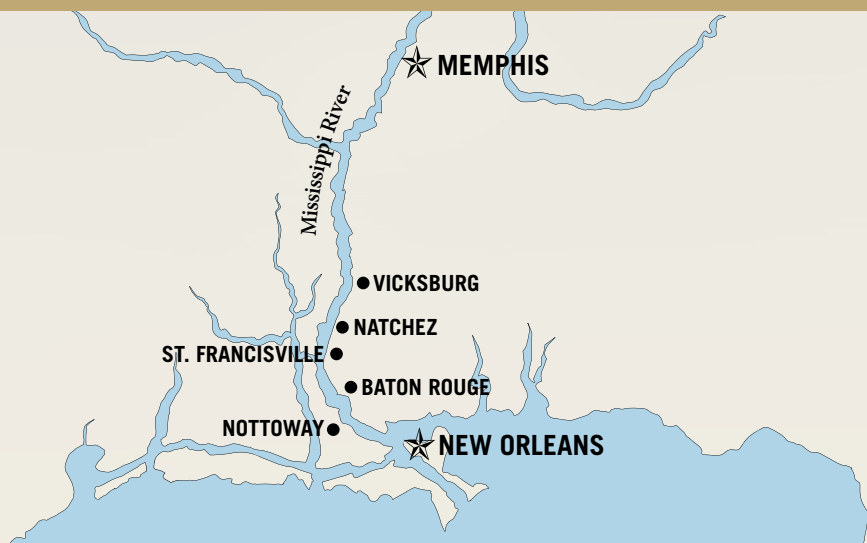 MEMPHIS
Mississippi River
VICKSBURG
NATCHEZ
ST. FRANCISVILLE
BATON ROUGE
NOTTOWAY
NEW ORLEANS